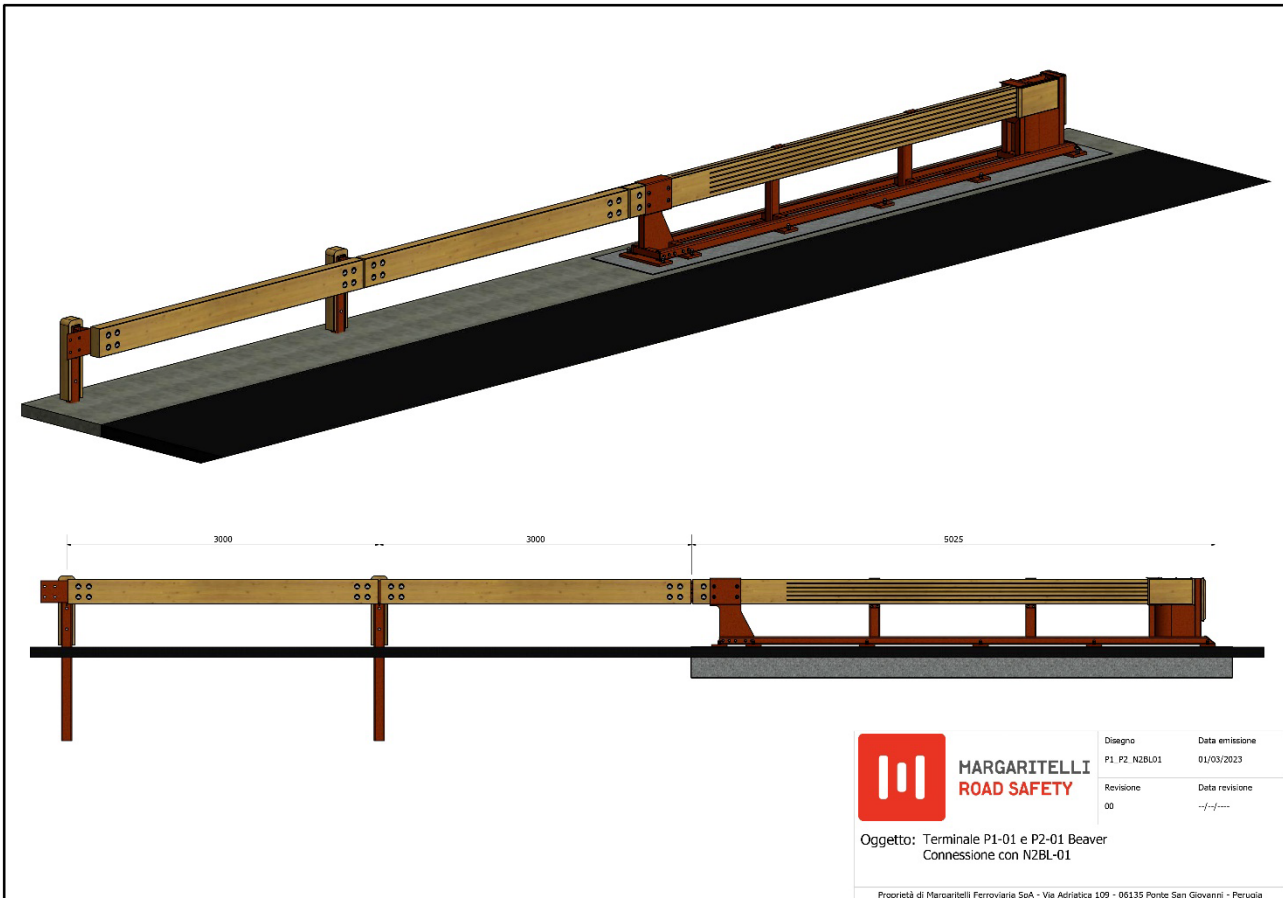 3000
3000
5025
MARGARITELLI
ROAD SAFETY
Disegno
Data emissione
P1_P2_N2BL01
01/03/2023
Revisione
Data revisione
00
--/--/----
Oggetto: Terminale P1-01 e P2-01 Beaver
Connessione con N2BL-01
Proprietà di Margaritelli Ferroviaria SpA - Via Adriatica 109 - 06135 Ponte San Giovanni - Perugia